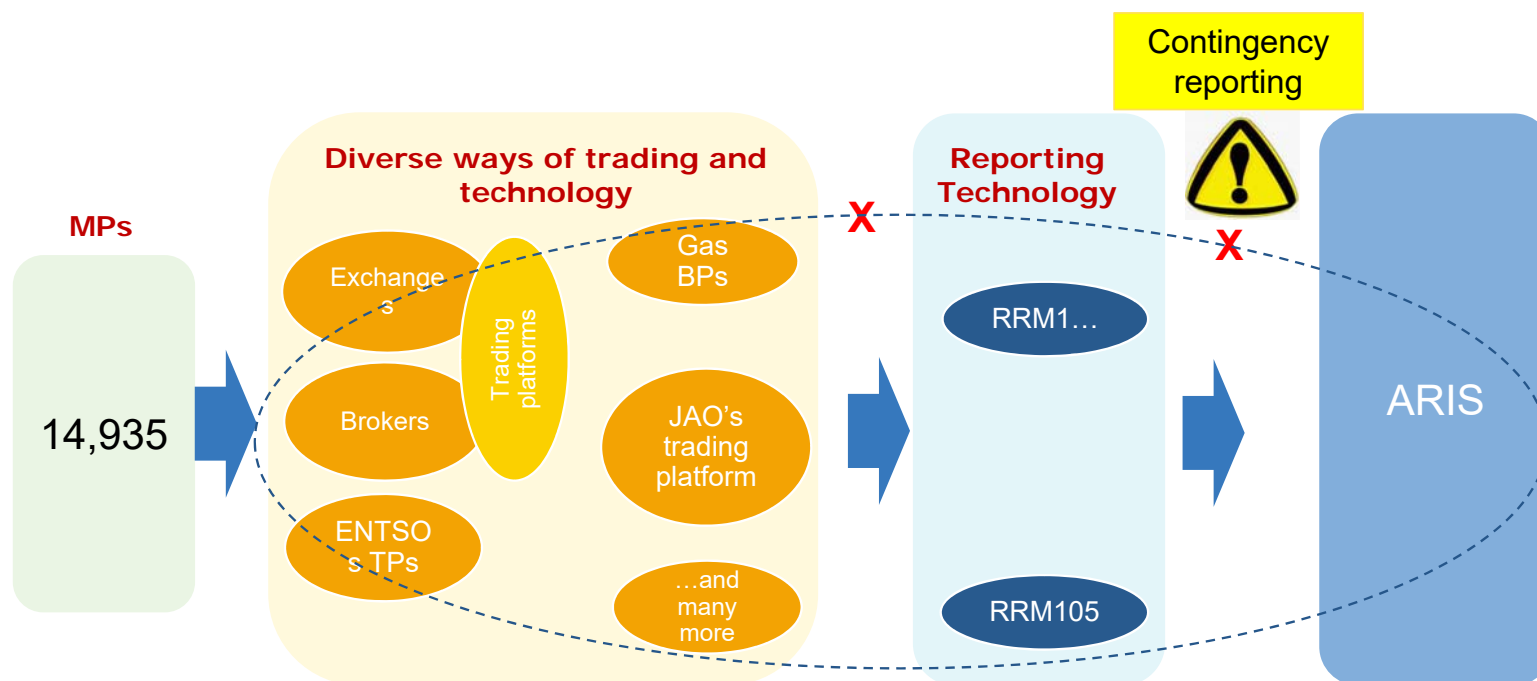 Contingency
reporting
Diverse ways of trading and
technology
Reporting
Technology
MPs
X
X
14,935
Exchange
s
Brokers
ENTSO
s TPs
Trading
platforms
Gas
BPs
JAO’s
trading
platform
…and
many
more
RRM1…
RRM105
ARIS